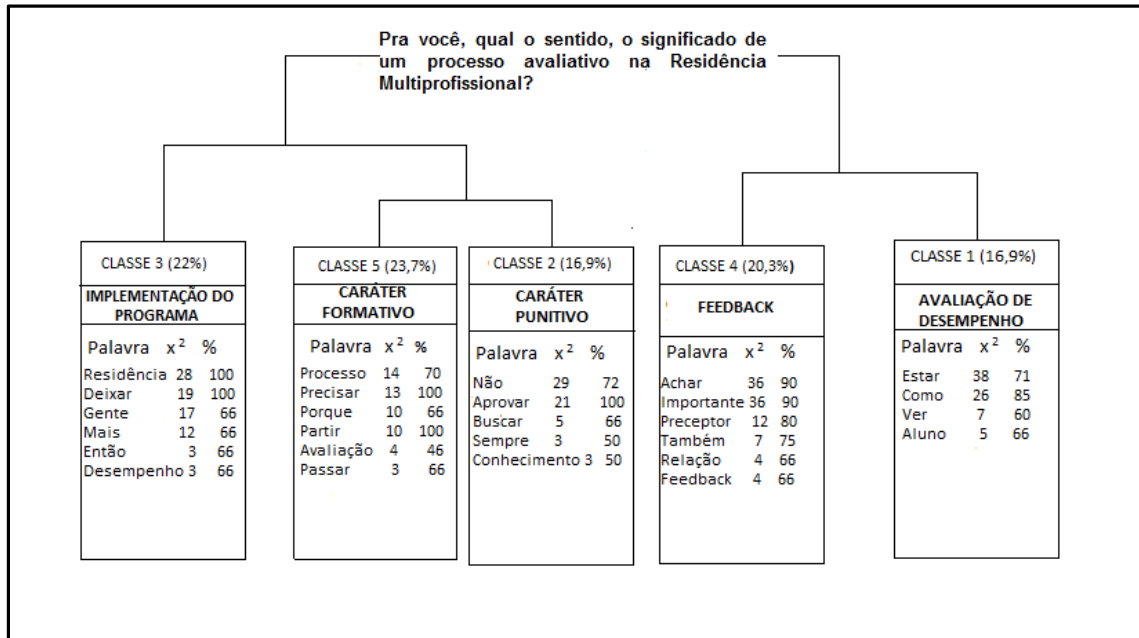 Pra você, qual o sentido, o significado de
um processo avaliativo na Residência
Multiprofissional?
CLASSE 3 (22%)
IMPLEMENTAÇÃO DO
PROGRAMA
Palavra x² %
Residência 28 100
Deixar 19 100
Gente 17 66
Mais 12 66
Então 3 66
Desempenho 3 66
CLASSE 5 (23,7%)
CARÁTER
FORMATIVO
Palavra x² %
Processo 14 70
Precisar 13 100
Porque 10 66
Partir 10 100
Avaliação 4 46
Passar 3 66
CLASSE 2 (16,9%)
CARÁTER
PUNITIVO
Palavra x² %
Não 29 72
Aprovar 21 100
Buscar 5 66
Sempre 3 50
Conhecimento 3 50
CLASSE 4 (20,3%)
FEEDBACK
Palavra x² %
Achar 36 90
Importante 36 90
Preceptor 12 80
Também 7 75
Relação 4 66
Feedback 4 66
CLASSE 1 (16,9%)
AVALIAÇÃO DE
DESEMPENHO
Palavra x² %
Estar 38 71
Como 26 85
Ver 7 60
Aluno 5 66